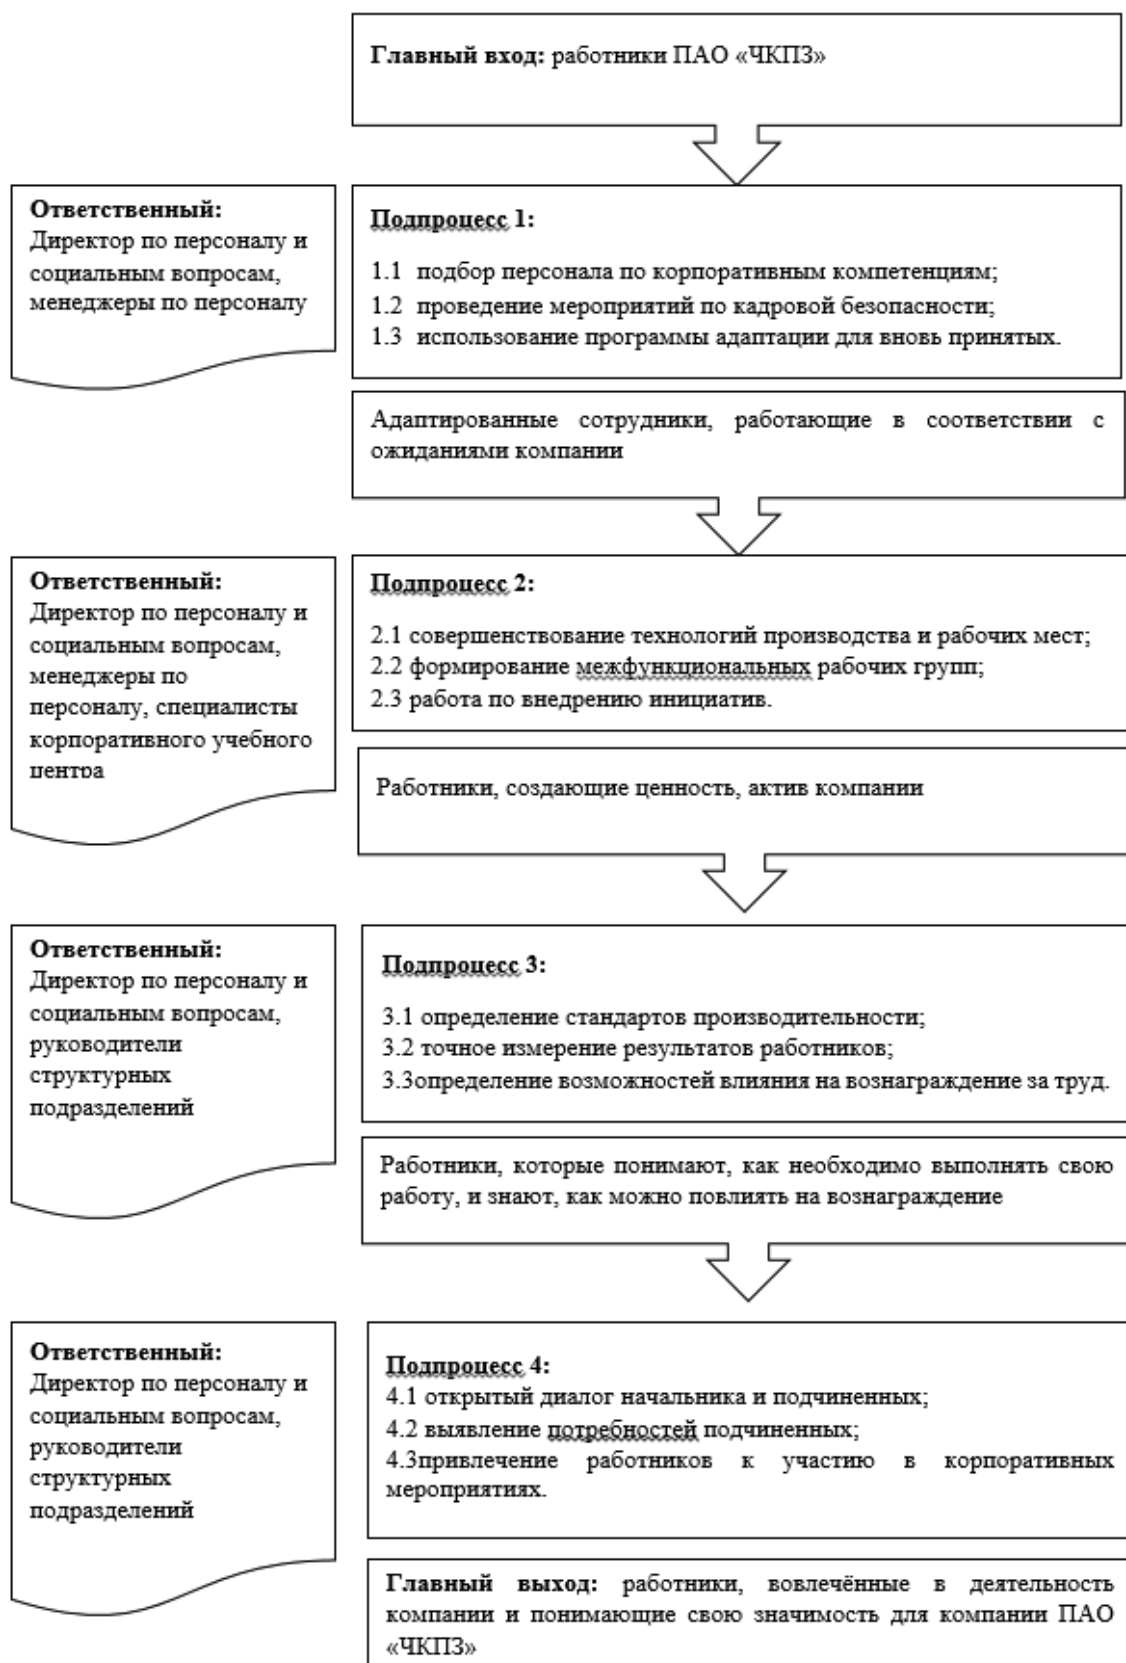 Главный вход: работники ПАО «ЧКПЗ»
Ответственный:
Директор по персоналу и
социальным вопросам,
менеджеры по персоналу
Подпроцесс 1:
1.1 подбор персонала по корпоративным компетенциям;
1.2 проведение мероприятий по кадровой безопасности;
1.3 использование программы адаптации для вновь принятых.
Адаптированные сотрудники, работающие в соответствии с
ожиданиями компании
Ответственный:
Директор по персоналу и
социальным вопросам,
менеджеры по
персоналу, специалисты
корпоративного учебного
центра
Подпроцесс 2:
2.1 совершенствование технологий производства и рабочих мест;
2.2 формирование межфункциональных рабочих групп;
2.3 работа по внедрению инициатив.
Работники, создающие ценность, актив компании
Ответственный:
Директор по персоналу и
социальным вопросам,
руководители
структурных
подразделений
Подпроцесс 3:
3.1 определение стандартов производительности;
3.2 точное измерение результатов работников;
3.3определение возможностей влияния на вознаграждение за труд.
Работники, которые понимают, как необходимо выполнять свою
работу, и знают, как можно повлиять на вознаграждение
Ответственный:
Директор по персоналу и
социальным вопросам,
руководители
структурных
подразделений
Подпроцесс 4:
4.1 открытый диалог начальника и подчиненных;
4.2 выявление потребностей подчиненных;
4.3привлечение работников к участию в корпоративных
мероприятиях.
Главный выход: работники, вовлечённые в деятельность
компании и понимающие свою значимость для компании ПАО
«ЧКПЗ»